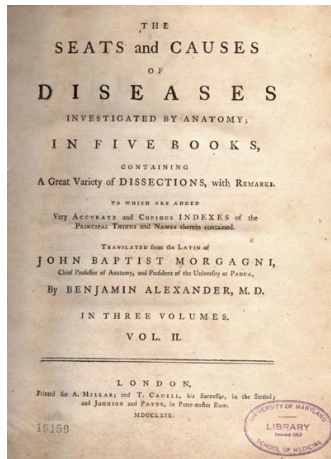 THE
SEATS and CAUSES
OF
DISEASES
INVESTIGATED BY ANATOMY;
IN FIVE BOOKS,
CONTAINING
A Great Variety of DISSECTIONS, with REMARKS.
TO WHICH ARE ADDED
Very ACCURATE and COPIOUS INDEXES of the
PRINCIPAL THINGS and NAMES therein contained.
TRANSLATED from the LATIN of
JOHN BAPTIST MORGAGNI,
Chief Professor of Anatomy, and President of the University at PADUA,
By BENJAMIN ALEXANDER, M.D.
IN THREE VOLUMES.
VOL. II.
LONDON,
Printed for A. MILLAR; and T. CADELL, his Successor, in the Strand;
and JOHNSON and PAYNE, in Pater-noster Row.
MDCCLXIX.
19159
UNIVERSITY OF MARYLAND
LIBRARY
Founded 1813
SCHOOL OF MEDICINE